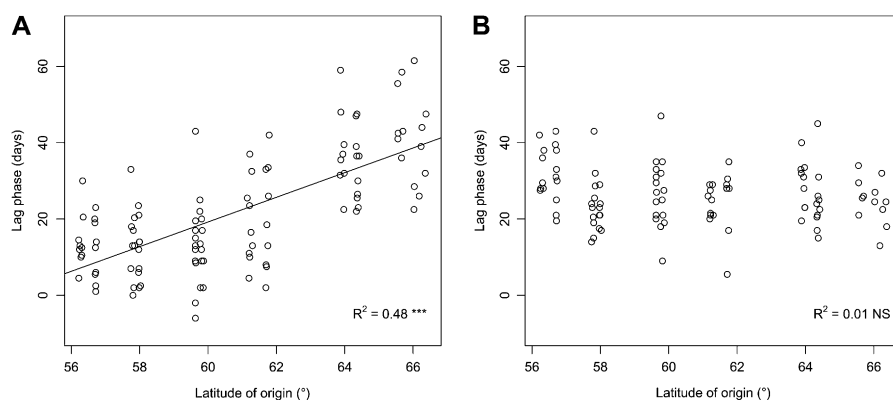 A
B
Lag phase (days)
0 20 40 60
56 58 60 62 64 66
Latitude of origin (°)
R² = 0.48 ***
Lag phase (days)
0 20 40 60
56 58 60 62 64 66
Latitude of origin (°)
R² = 0.01 NS